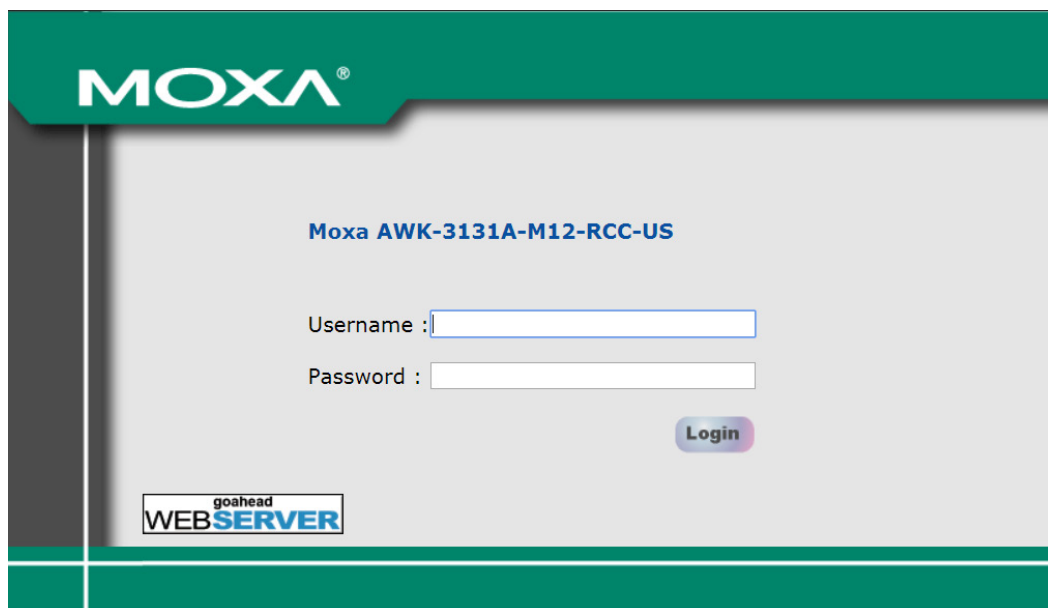 MOXA®
Moxa AWK-3131A-M12-RCC-US
Username :
Password :
Login
goahead
WEBSERVER